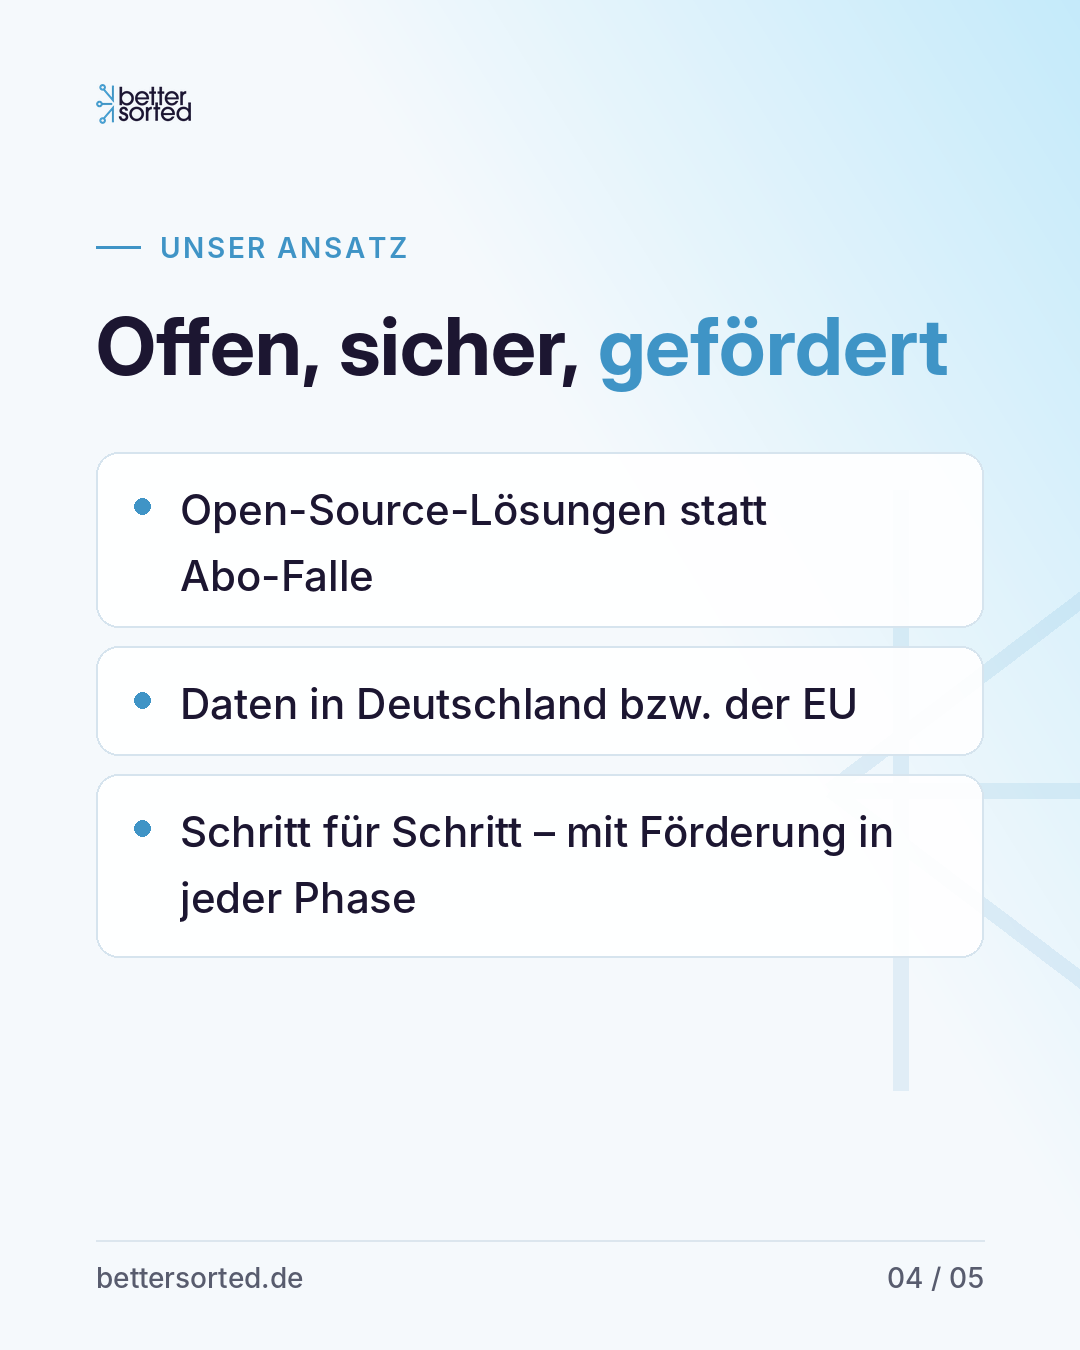 better
sorted
UNSER ANSATZ
Offen, sicher, gefördert
Open-Source-Lösungen statt
Abo-Falle
Daten in Deutschland bzw. der EU
Schritt für Schritt – mit Förderung in
jeder Phase
bettersorted.de
04 / 05